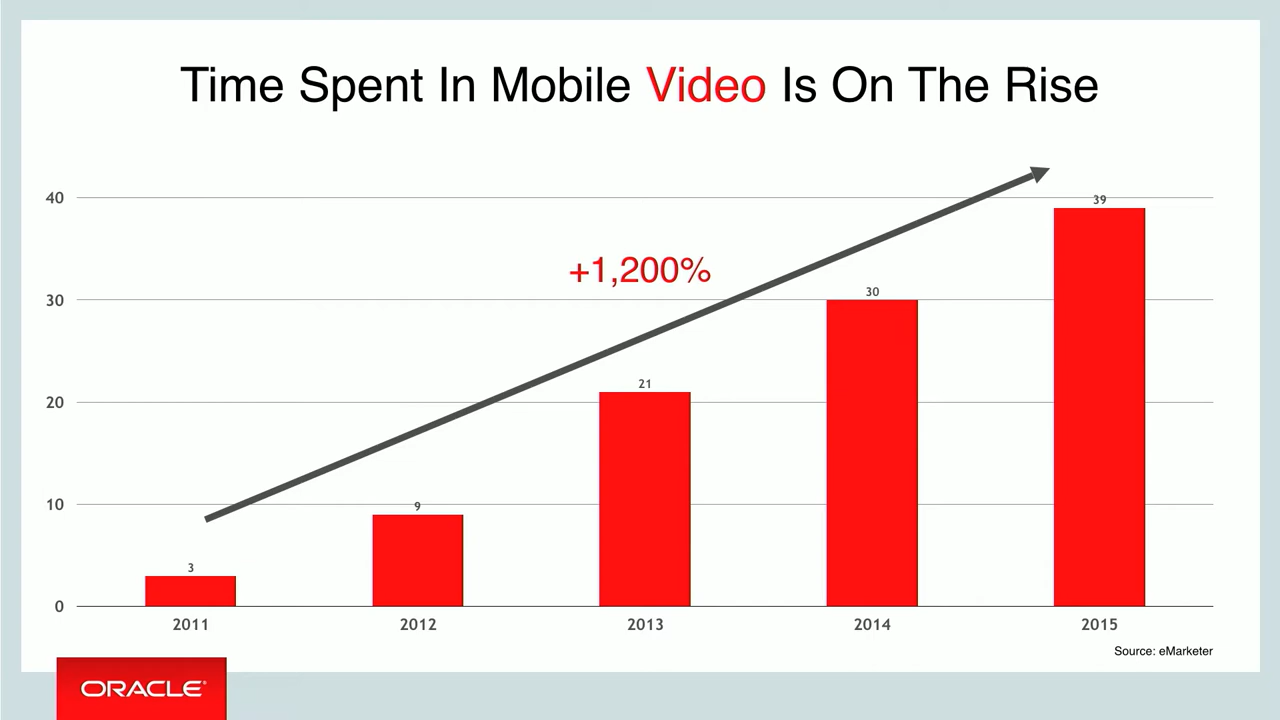 Time Spent In Mobile Video Is On The Rise
40
39
+1,200%
30
30
21
20
10
9
3
0
2011 2012 2013 2014 2015
Source: eMarketer
ORACLE®